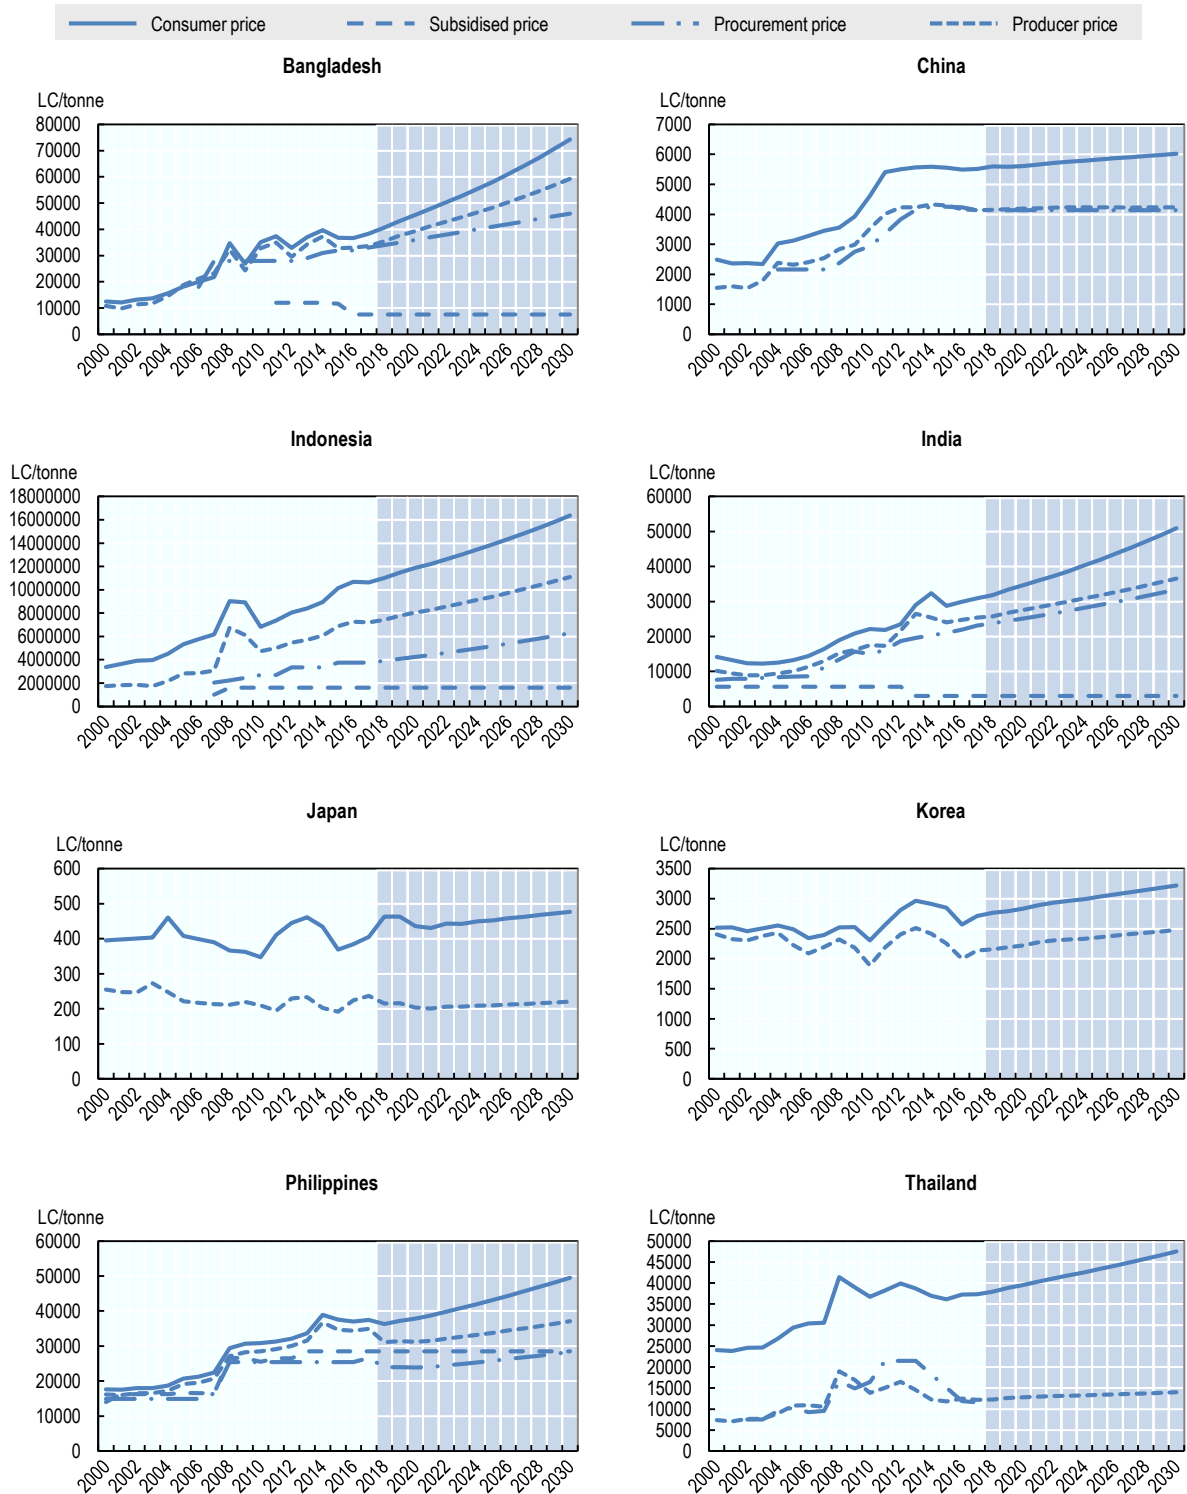 Consumer price Subsidised price Procurement price Producer price
Bangladesh
LC/tonne
80000
70000
60000
50000
40000
30000
20000
10000
0
2000 2002 2004 2006 2008 2010 2012 2014 2016 2018 2020 2022 2024 2026 2028 2030
China
LC/tonne
7000
6000
5000
4000
3000
2000
1000
0
2000 2002 2004 2006 2008 2010 2012 2014 2016 2018 2020 2022 2024 2026 2028 2030
Indonesia
LC/tonne
18000000
16000000
14000000
12000000
10000000
8000000
6000000
4000000
2000000
0
2000 2002 2004 2006 2008 2010 2012 2014 2016 2018 2020 2022 2024 2026 2028 2030
India
LC/tonne
60000
50000
40000
30000
20000
10000
0
2000 2002 2004 2006 2008 2010 2012 2014 2016 2018 2020 2022 2024 2026 2028 2030
Japan
LC/tonne
600
500
400
300
200
100
0
2000 2002 2004 2006 2008 2010 2012 2014 2016 2018 2020 2022 2024 2026 2028 2030
Korea
LC/tonne
3500
3000
2500
2000
1500
1000
500
0
2000 2002 2004 2006 2008 2010 2012 2014 2016 2018 2020 2022 2024 2026 2028 2030
Philippines
LC/tonne
60000
50000
40000
30000
20000
10000
0
2000 2002 2004 2006 2008 2010 2012 2014 2016 2018 2020 2022 2024 2026 2028 2030
Thailand
LC/tonne
50000
45000
40000
35000
30000
25000
20000
15000
10000
5000
0
2000 2002 2004 2006 2008 2010 2012 2014 2016 2018 2020 2022 2024 2026 2028 2030